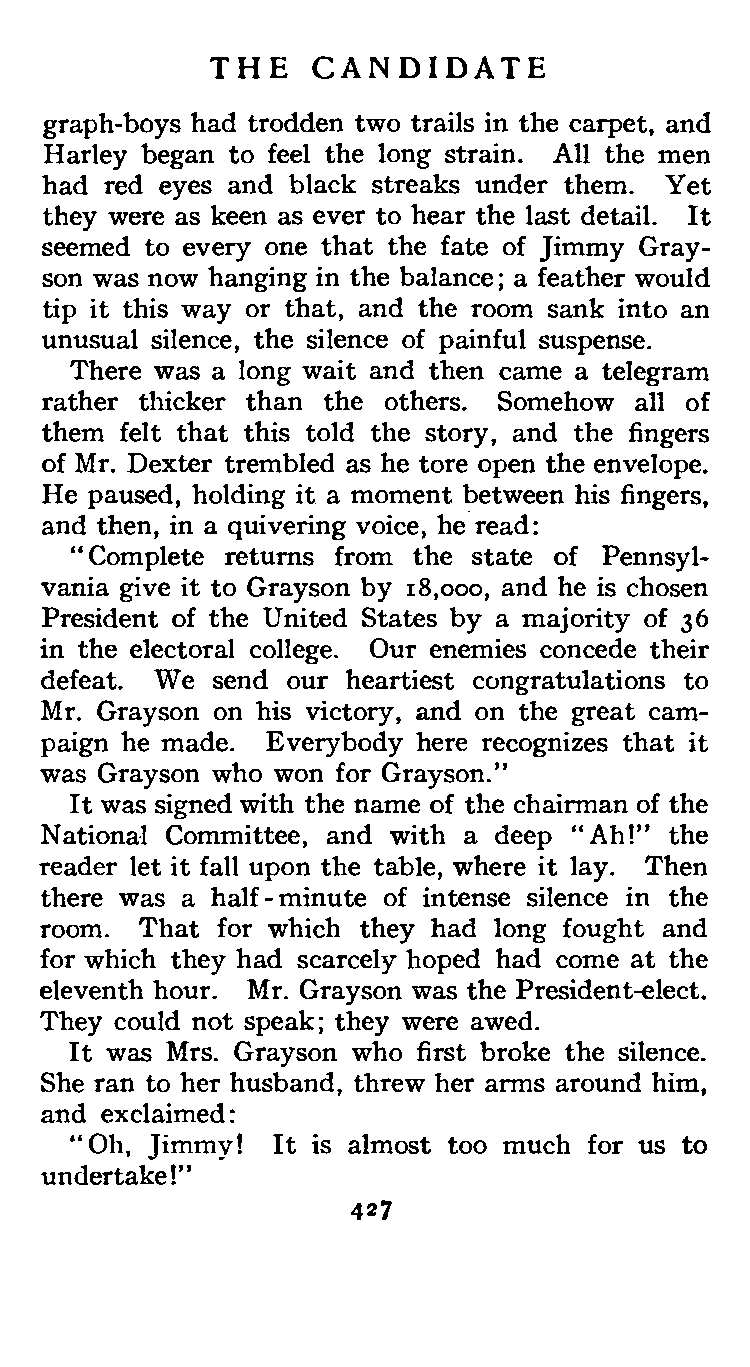 THE CANDIDATE
graph-boys had trodden two trails in the carpet, and
Harley began to feel the long strain. All the men
had red eyes and black streaks under them. Yet
they were as keen as ever to hear the last detail. It
seemed to every one that the fate of Jimmy Gray-
son was now hanging in the balance; a feather would
tip it this way or that, and the room sank into an
unusual silence, the silence of painful suspense.
There was a long wait and then came a telegram
rather thicker than the others. Somehow all of
them felt that this told the story, and the fingers
of Mr. Dexter trembled as he tore open the envelope.
He paused, holding it a moment between his fingers,
and then, in a quivering voice, he read:
"Complete returns from the state of Pennsyl-
vania give it to Grayson by 18,000, and he is chosen
President of the United States by a majority of 36
in the electoral college. Our enemies concede their
defeat. We send our heartiest congratulations to
Mr. Grayson on his victory, and on the great cam-
paign he made. Everybody here recognizes that it
was Grayson who won for Grayson."
It was signed with the name of the chairman of the
National Committee, and with a deep "Ah!" the
reader let it fall upon the table, where it lay. Then
there was a half-minute of intense silence in the
room. That for which they had long fought and
for which they had scarcely hoped had come at the
eleventh hour. Mr. Grayson was the President-elect.
They could not speak; they were awed.
It was Mrs. Grayson who first broke the silence.
She ran to her husband, threw her arms around him,
and exclaimed:
"Oh, Jimmy! It is almost too much for us to
undertake!"
427